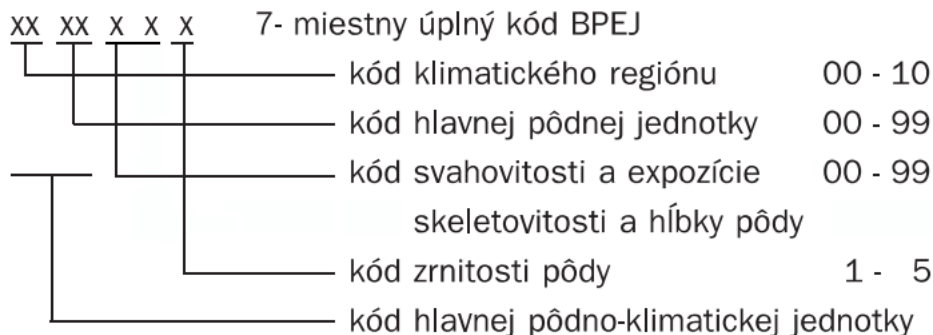 XX XX X X X 7- miestny úplný kód BPEJ
kód klimatického regiónu 00 - 10
kód hlavnej pôdnej jednotky 00 - 99
kód svahovitosti a expozície 00 - 99
skeletovitosti a hĺbky pôdy
kód zrnitosti pôdy 1 - 5
kód hlavnej pôdno-klimatickej jednotky